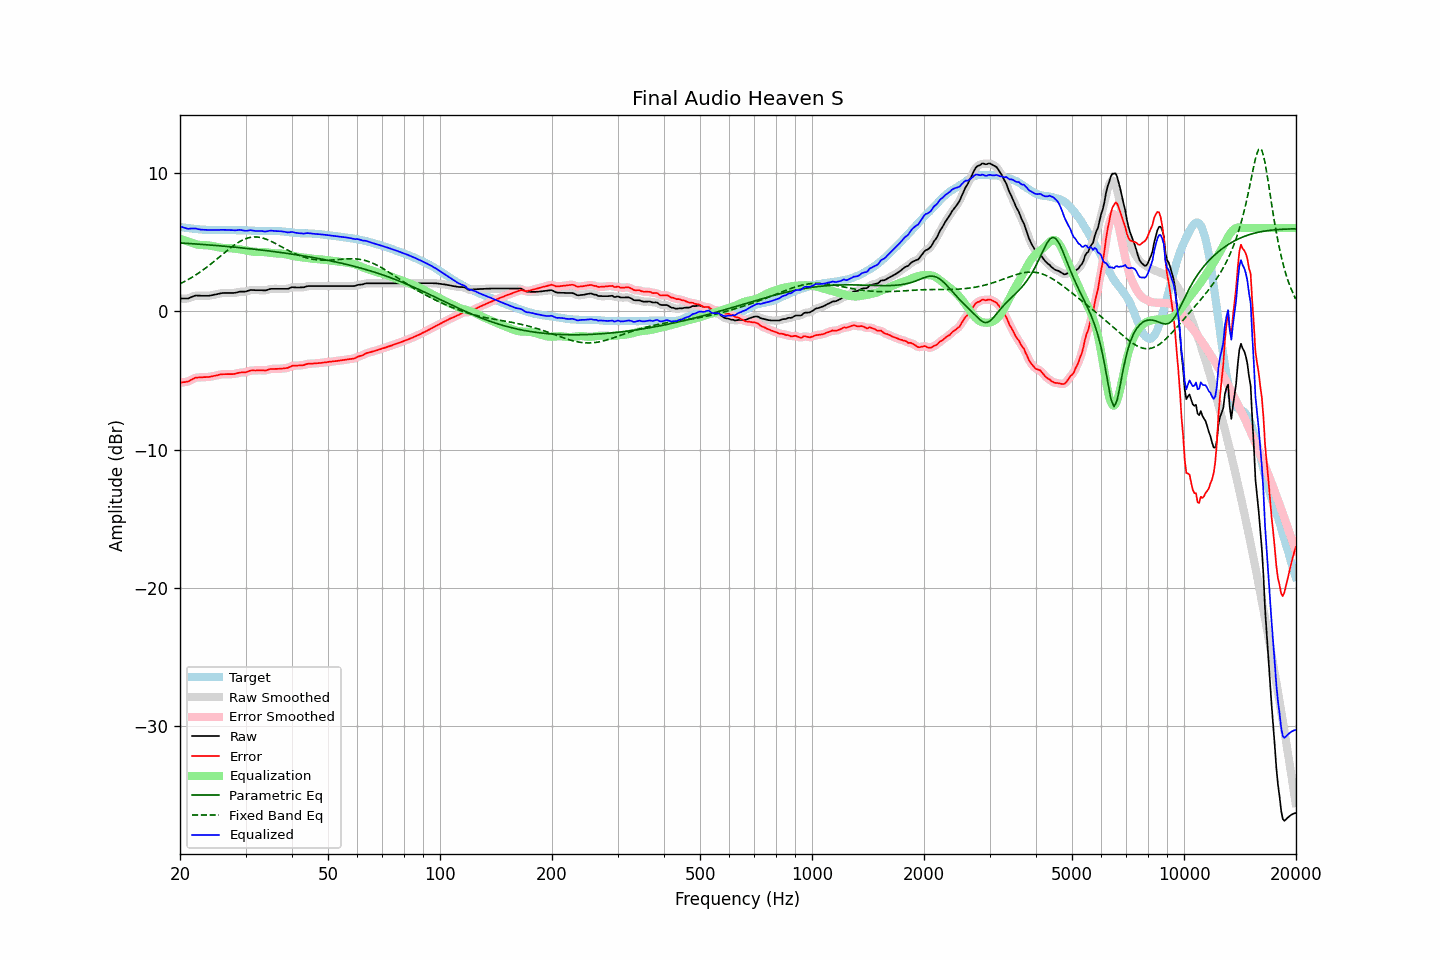 Final Audio Heaven S
Amplitude (dBr)
10
0
−10
−20
−30
Target
Raw Smoothed
Error Smoothed
Raw
Error
Equalization
Parametric Eq
Fixed Band Eq
Equalized
20 50 100 200 500 1000 2000 5000 10000 20000
Frequency (Hz)